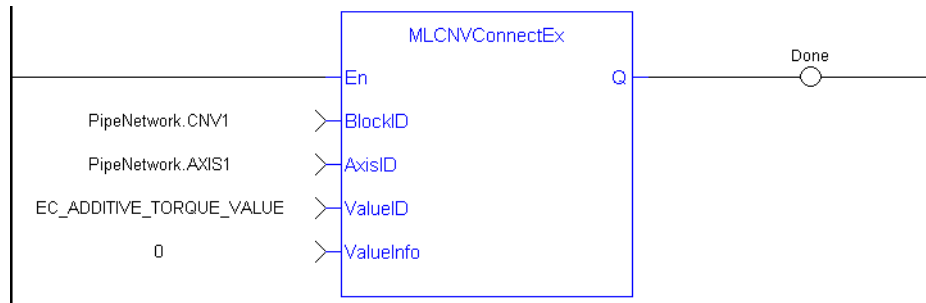 MLCNVConnectEx
Done
En
Q
PipeNetwork.CNV1
BlockID
PipeNetwork.AXIS1
AxisID
EC_ADDITIVE_TORQUE_VALUE
ValueID
0
ValueInfo